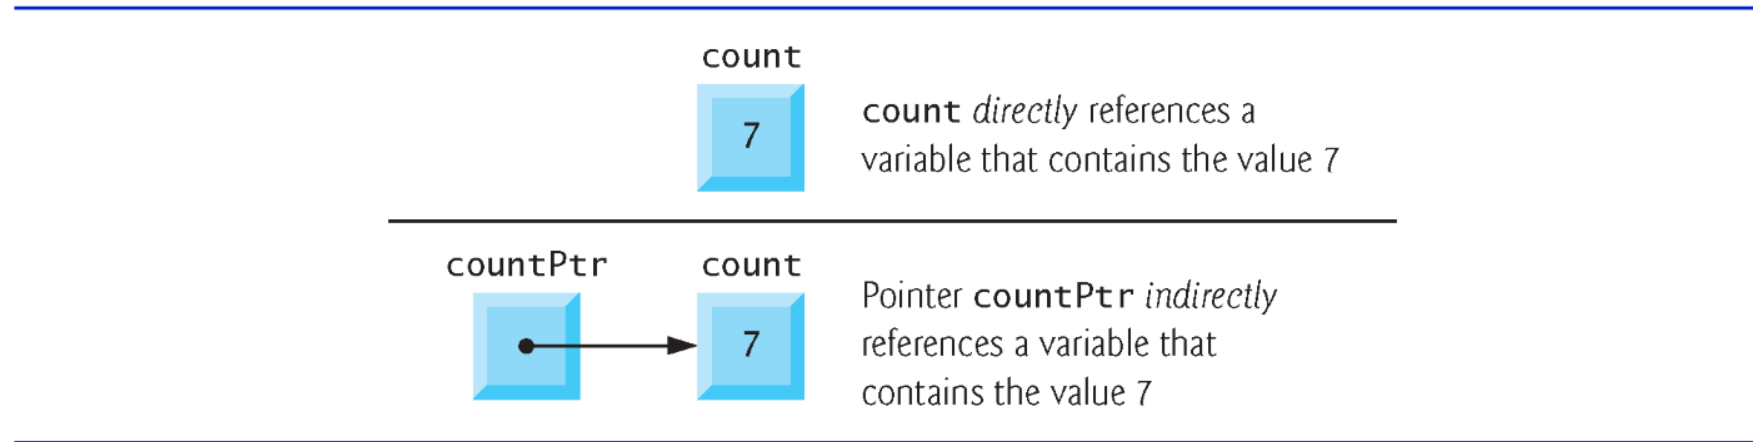 count
7
count directly references a
variable that contains the value 7
countPtr
count
7
Pointer countPtr indirectly
references a variable that
contains the value 7